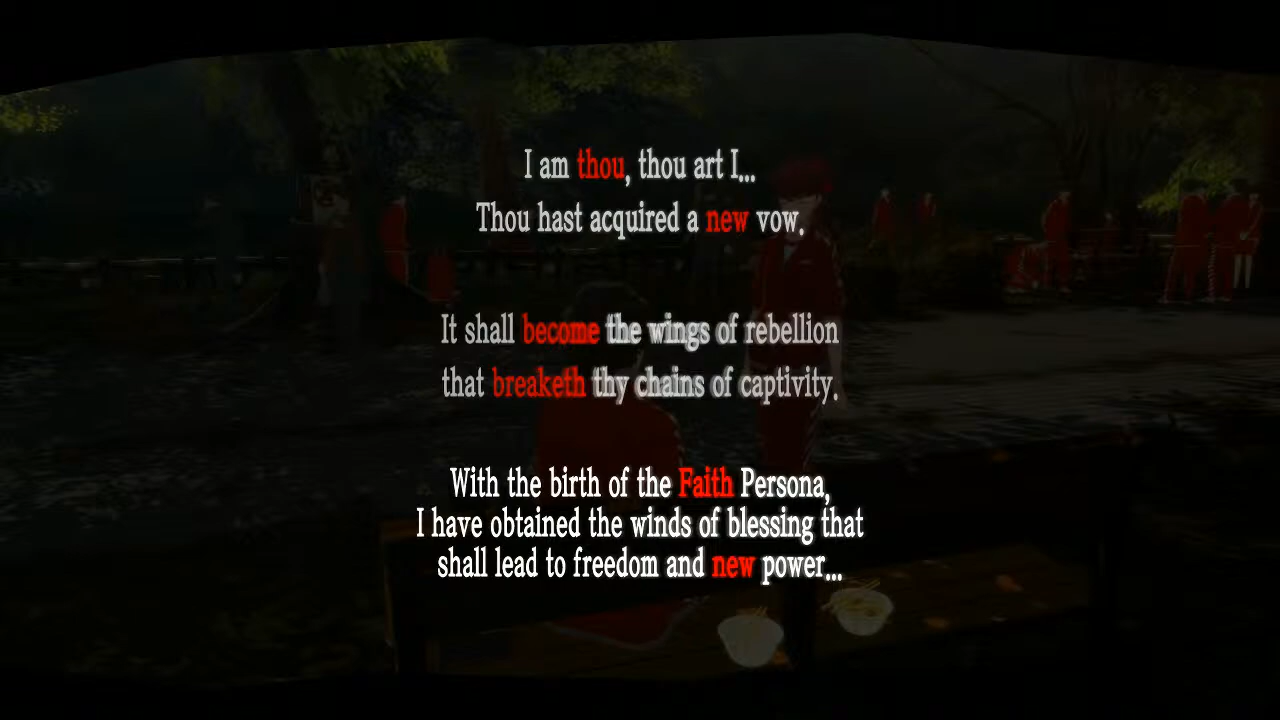 I am thou, thou art I...
Thou hast acquired a new vow.
It shall become the wings of rebellion
that breaketh thy chains of captivity.
With the birth of the Faith Persona,
I have obtained the winds of blessing that
shall lead to freedom and new power...